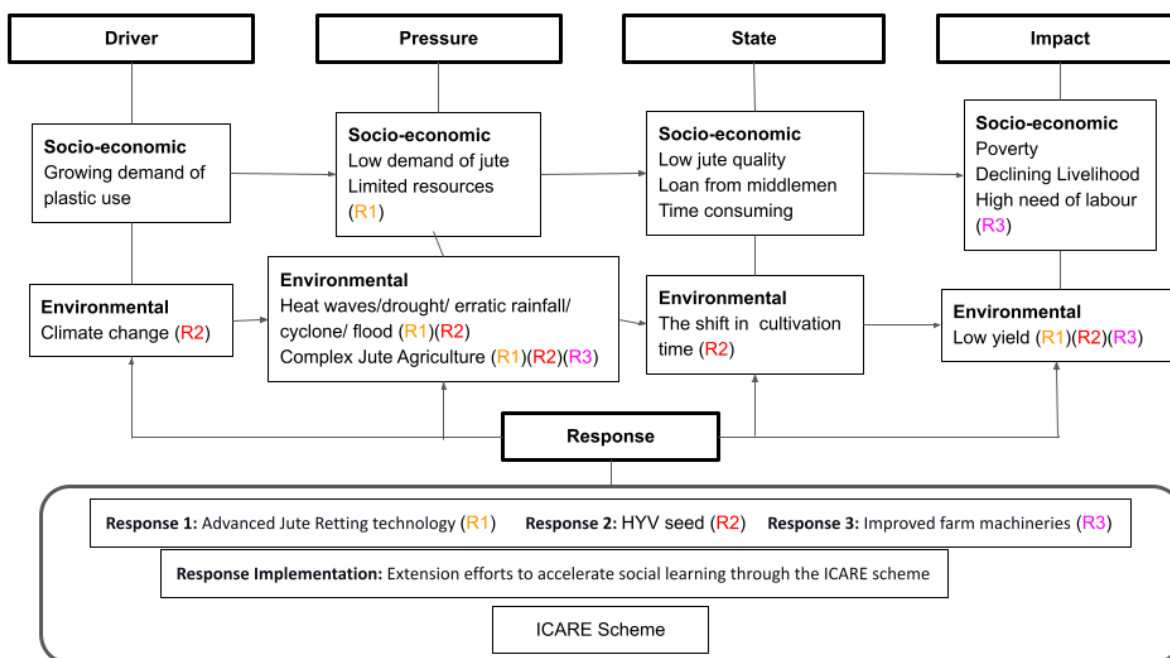 Driver
Pressure
State
Impact
Socio-economic
Growing demand of
plastic use
Socio-economic
Low demand of jute
Limited resources
(R1)
Socio-economic
Low jute quality
Loan from middlemen
Time consuming
Socio-economic
Poverty
Declining Livelihood
High need of labour
(R3)
Environmental
Climate change (R2)
Environmental
Heat waves/drought/ erratic rainfall/
cyclone/ flood (R1)(R2)
Complex Jute Agriculture (R1)(R2)(R3)
Environmental
The shift in cultivation
time (R2)
Environmental
Low yield (R1)(R2)(R3)
Response
Response 1: Advanced Jute Retting technology (R1) Response 2: HYV seed (R2) Response 3: Improved farm machineries (R3)
Response Implementation: Extension efforts to accelerate social learning through the ICARE scheme
ICARE Scheme